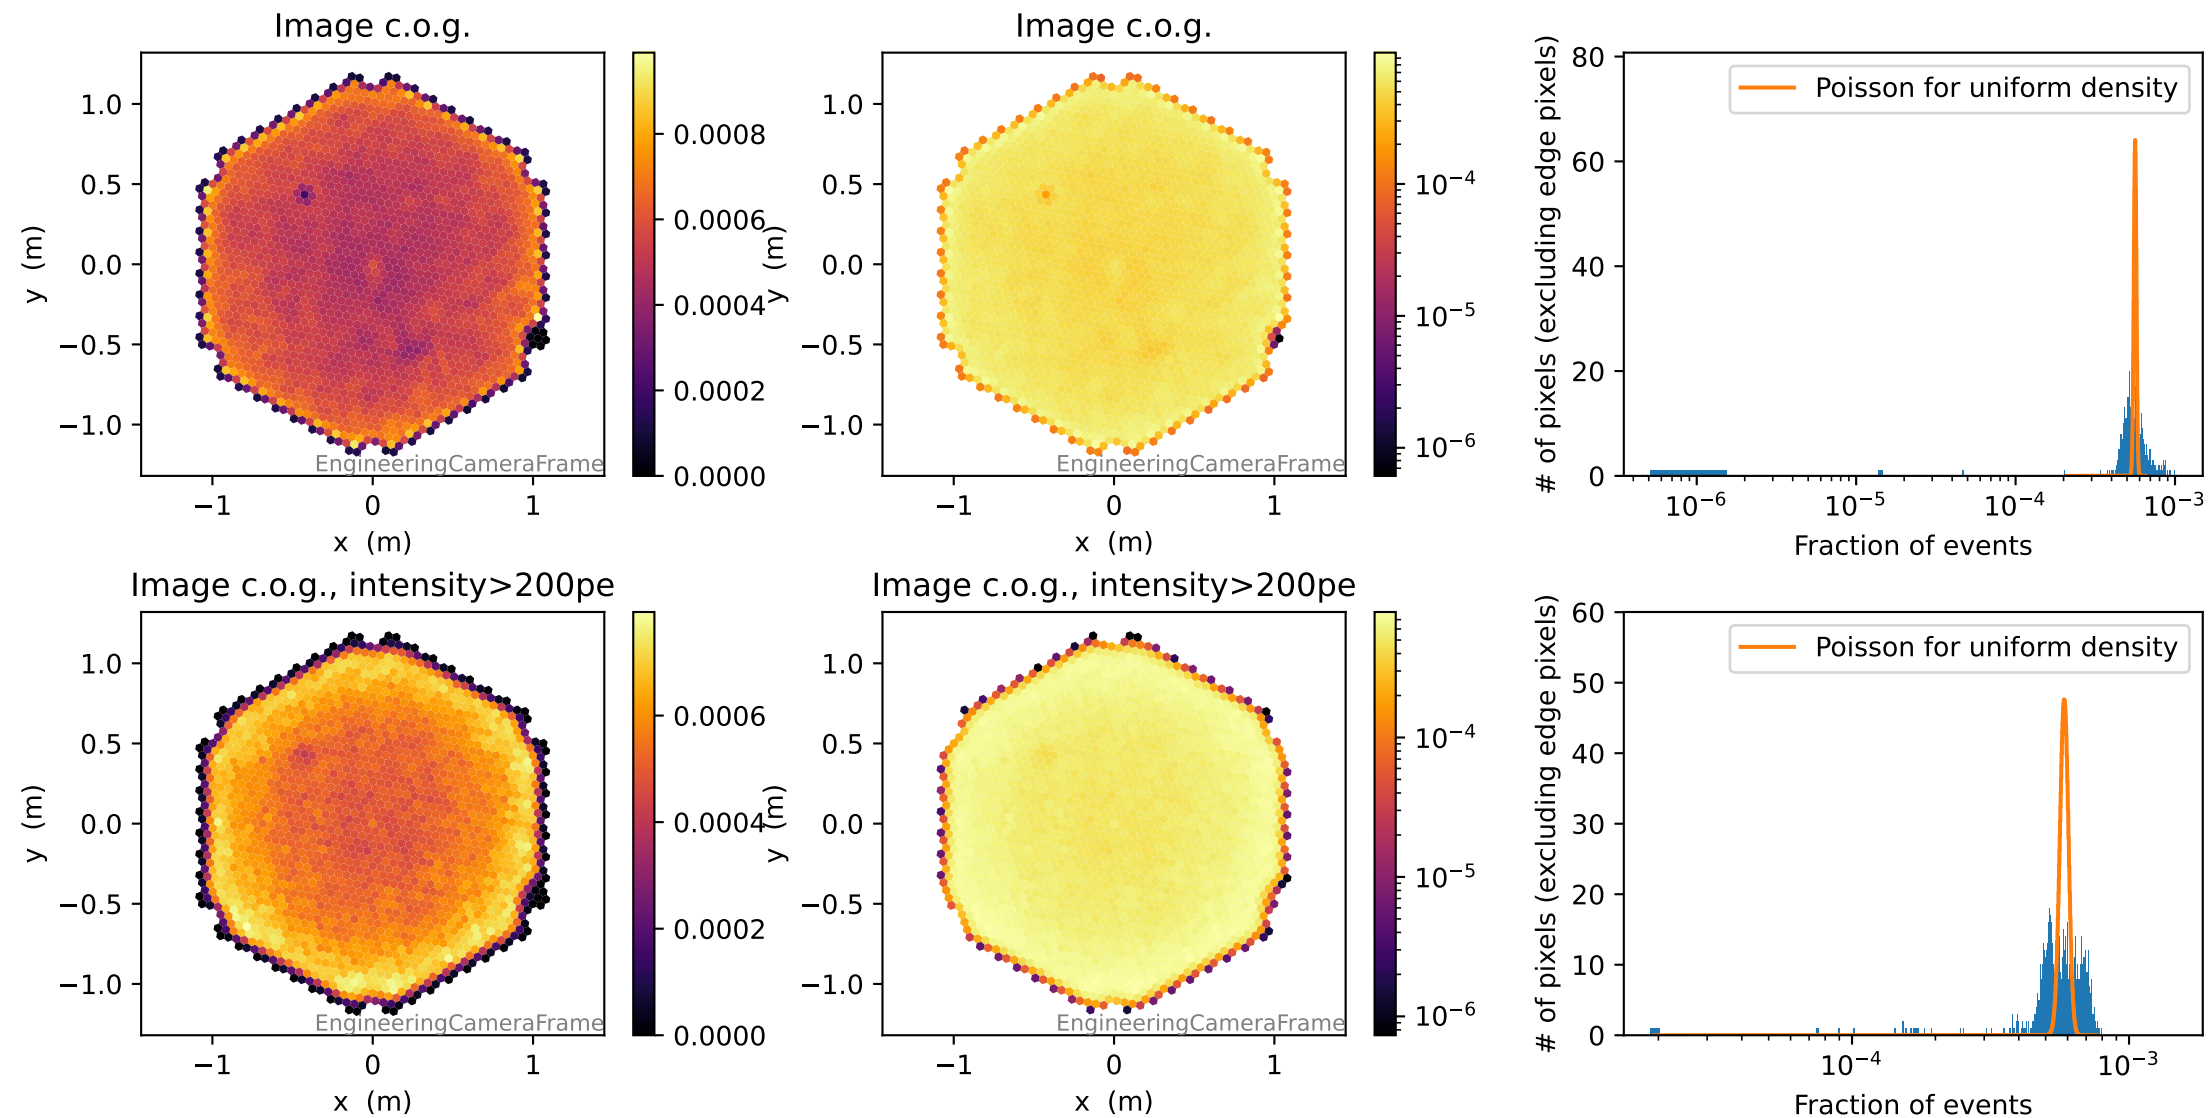 Image c.o.g.
1.0
0.5
0.0
−0.5
−1.0
y (m)
−1
0
1
x (m)
EngineeringCameraFrame
0.0008
0.0006
0.0004
0.0002
0.0000
Image c.o.g.
1.0
0.5
0.0
−0.5
−1.0
y (m)
−1
0
1
x (m)
EngineeringCameraFrame
10⁻⁴
10⁻⁵
10⁻⁶
80
60
40
20
0
# of pixels (excluding edge pixels)
Poisson for uniform density
10⁻⁶
10⁻⁵
10⁻⁴
10⁻³
Fraction of events
Image c.o.g., intensity>200pe
1.0
0.5
0.0
−0.5
−1.0
y (m)
−1
0
1
x (m)
EngineeringCameraFrame
0.0006
0.0004
0.0002
0.0000
Image c.o.g., intensity>200pe
1.0
0.5
0.0
−0.5
−1.0
y (m)
−1
0
1
x (m)
EngineeringCameraFrame
10⁻⁴
10⁻⁵
10⁻⁶
60
50
40
30
20
10
0
# of pixels (excluding edge pixels)
Poisson for uniform density
10⁻⁴
10⁻³
Fraction of events